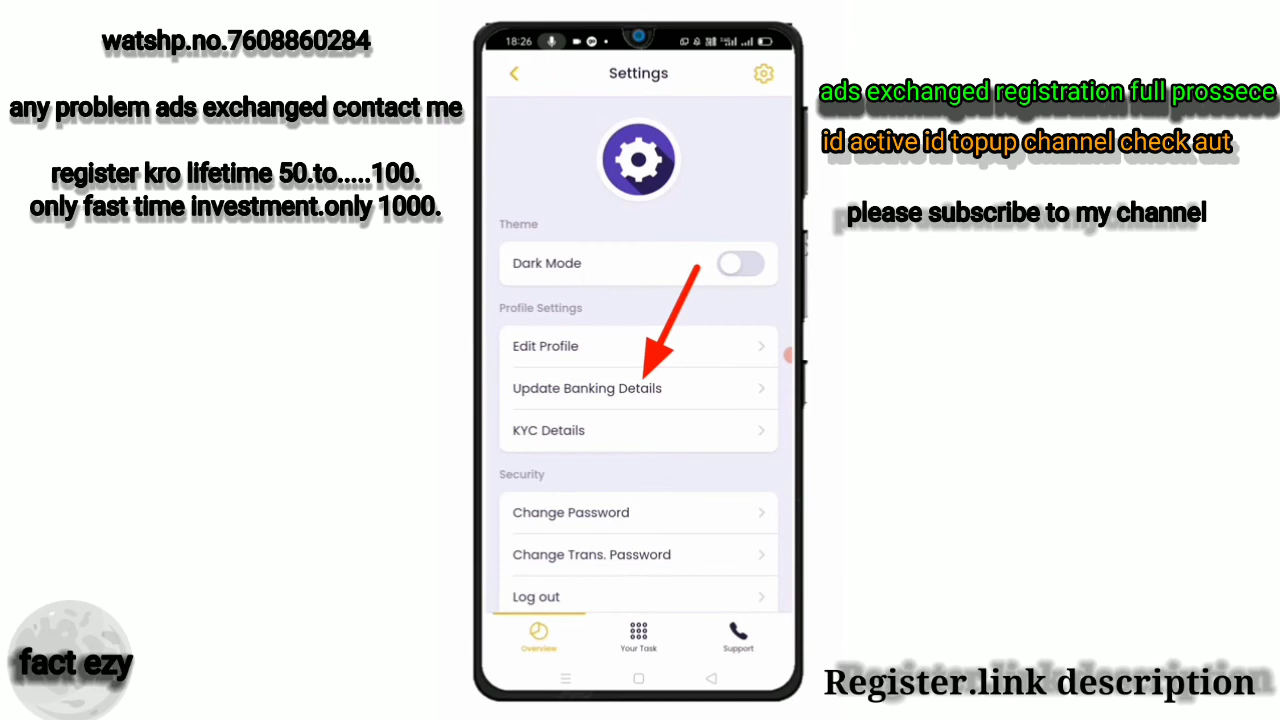 watshp.no.7608860284
any problem ads exchanged contact me
register kro lifetime 50.to.....100.
only fast time investment.only 1000.
fact ezy
18:26
Settings
Theme
Dark Mode
Profile Settings
Edit Profile
Update Banking Details
KYC Details
Security
Change Password
Change Trans. Password
Log out
Overview
Your Task
Support
ads exchanged registration full prossece
id active id topup channel check aut
please subscribe to my channel
Register.link description